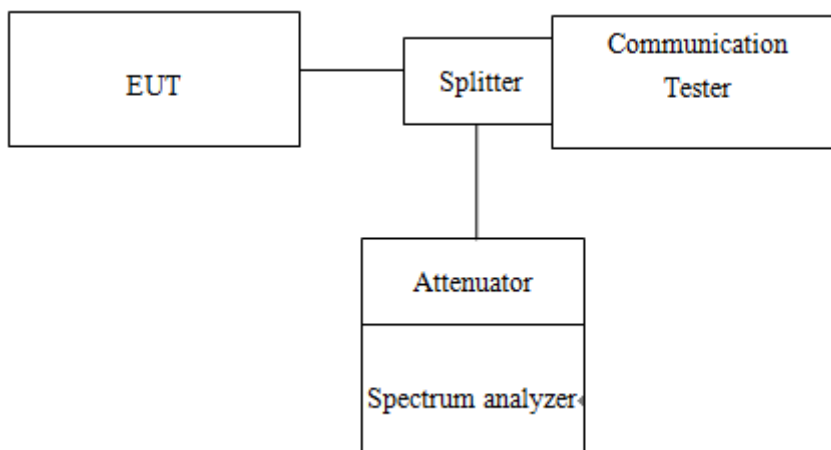 EUT
Splitter
Communication
Tester
Attenuator
Spectrum analyzer